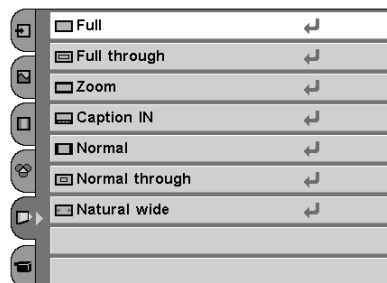 Full
Full through
Zoom
Caption IN
Normal
Normal through
Natural wide